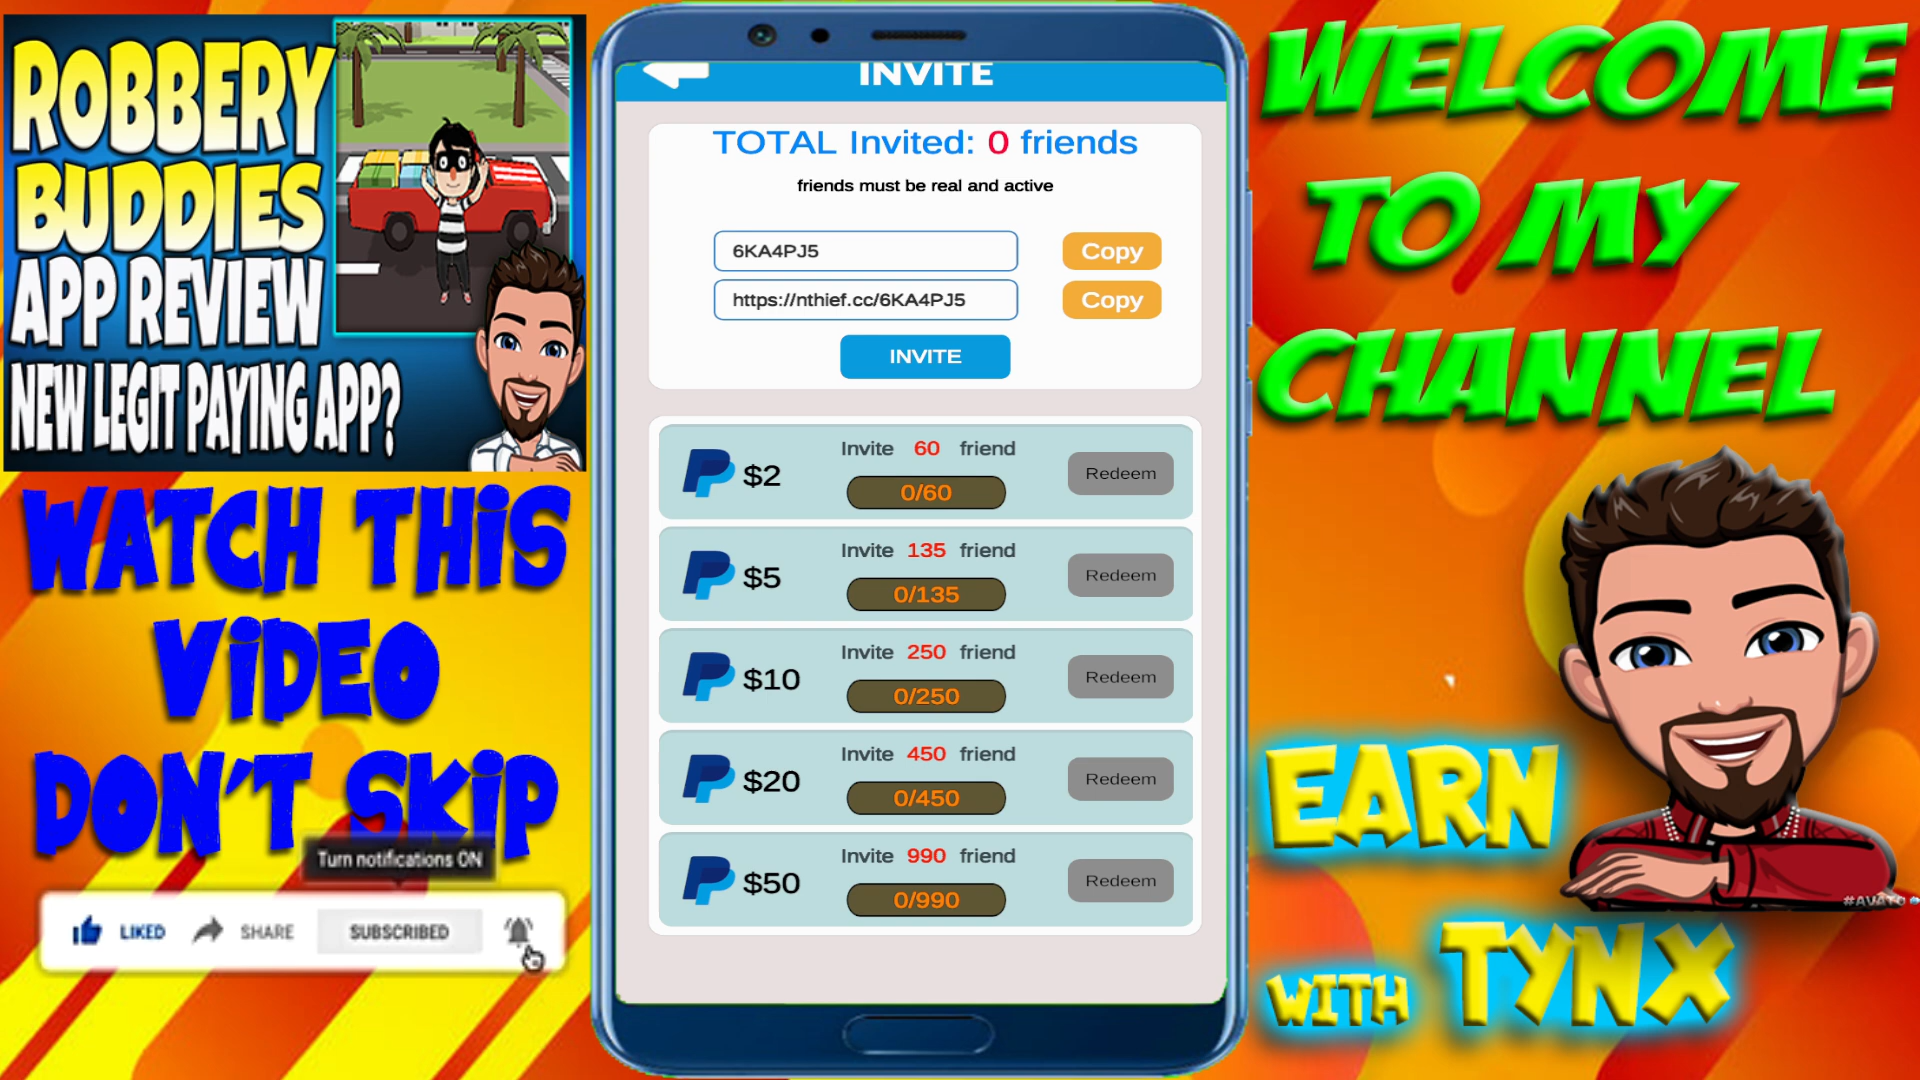 ROBBERY
BUDDIES
APP REVIEW
NEW LEGIT PAYING APP?
WATCH THiS
ViDEO
DON'T SKiP
Turn notifications ON
LIKED
SHARE
SUBSCRIBED
INVITE
TOTAL Invited: 0 friends
friends must be real and active
6KA4PJ5
Copy
https://nthief.cc/6KA4PJ5
Copy
INVITE
$2
Invite 60 friend
0/60
Redeem
$5
Invite 135 friend
0/135
Redeem
$10
Invite 250 friend
0/250
Redeem
$20
Invite 450 friend
0/450
Redeem
$50
Invite 990 friend
0/990
Redeem
WELCOME
TO MY
CHANNEL
EARN
WITH TYNX